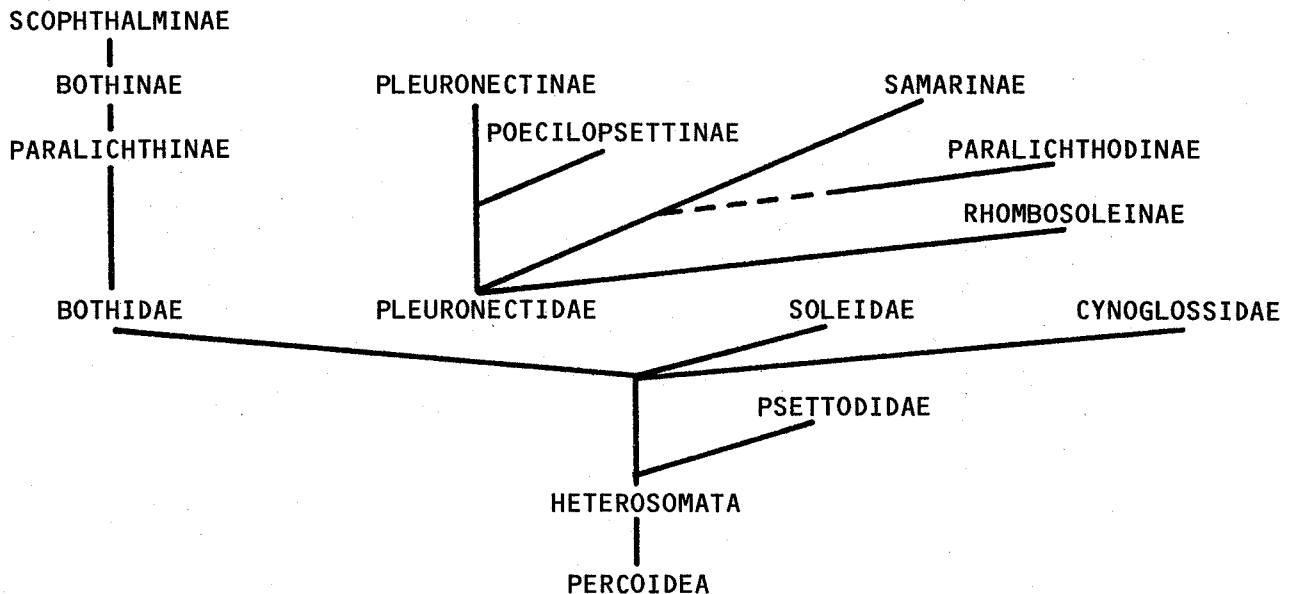 SCOPHTHALMINAE
BOTHINAE
PLEURONECTINAE
SAMARINAE
POECILOPSETTINAE
PARALICHTHINAE
PARALICHTHODINAE
RHOMBOSOLEINAE
BOTHIDAE
PLEURONECTIDAE
SOLEIDAE
CYNOGLOSSIDAE
PSETTODIDAE
HETEROSOMATA
PERCOIDEA